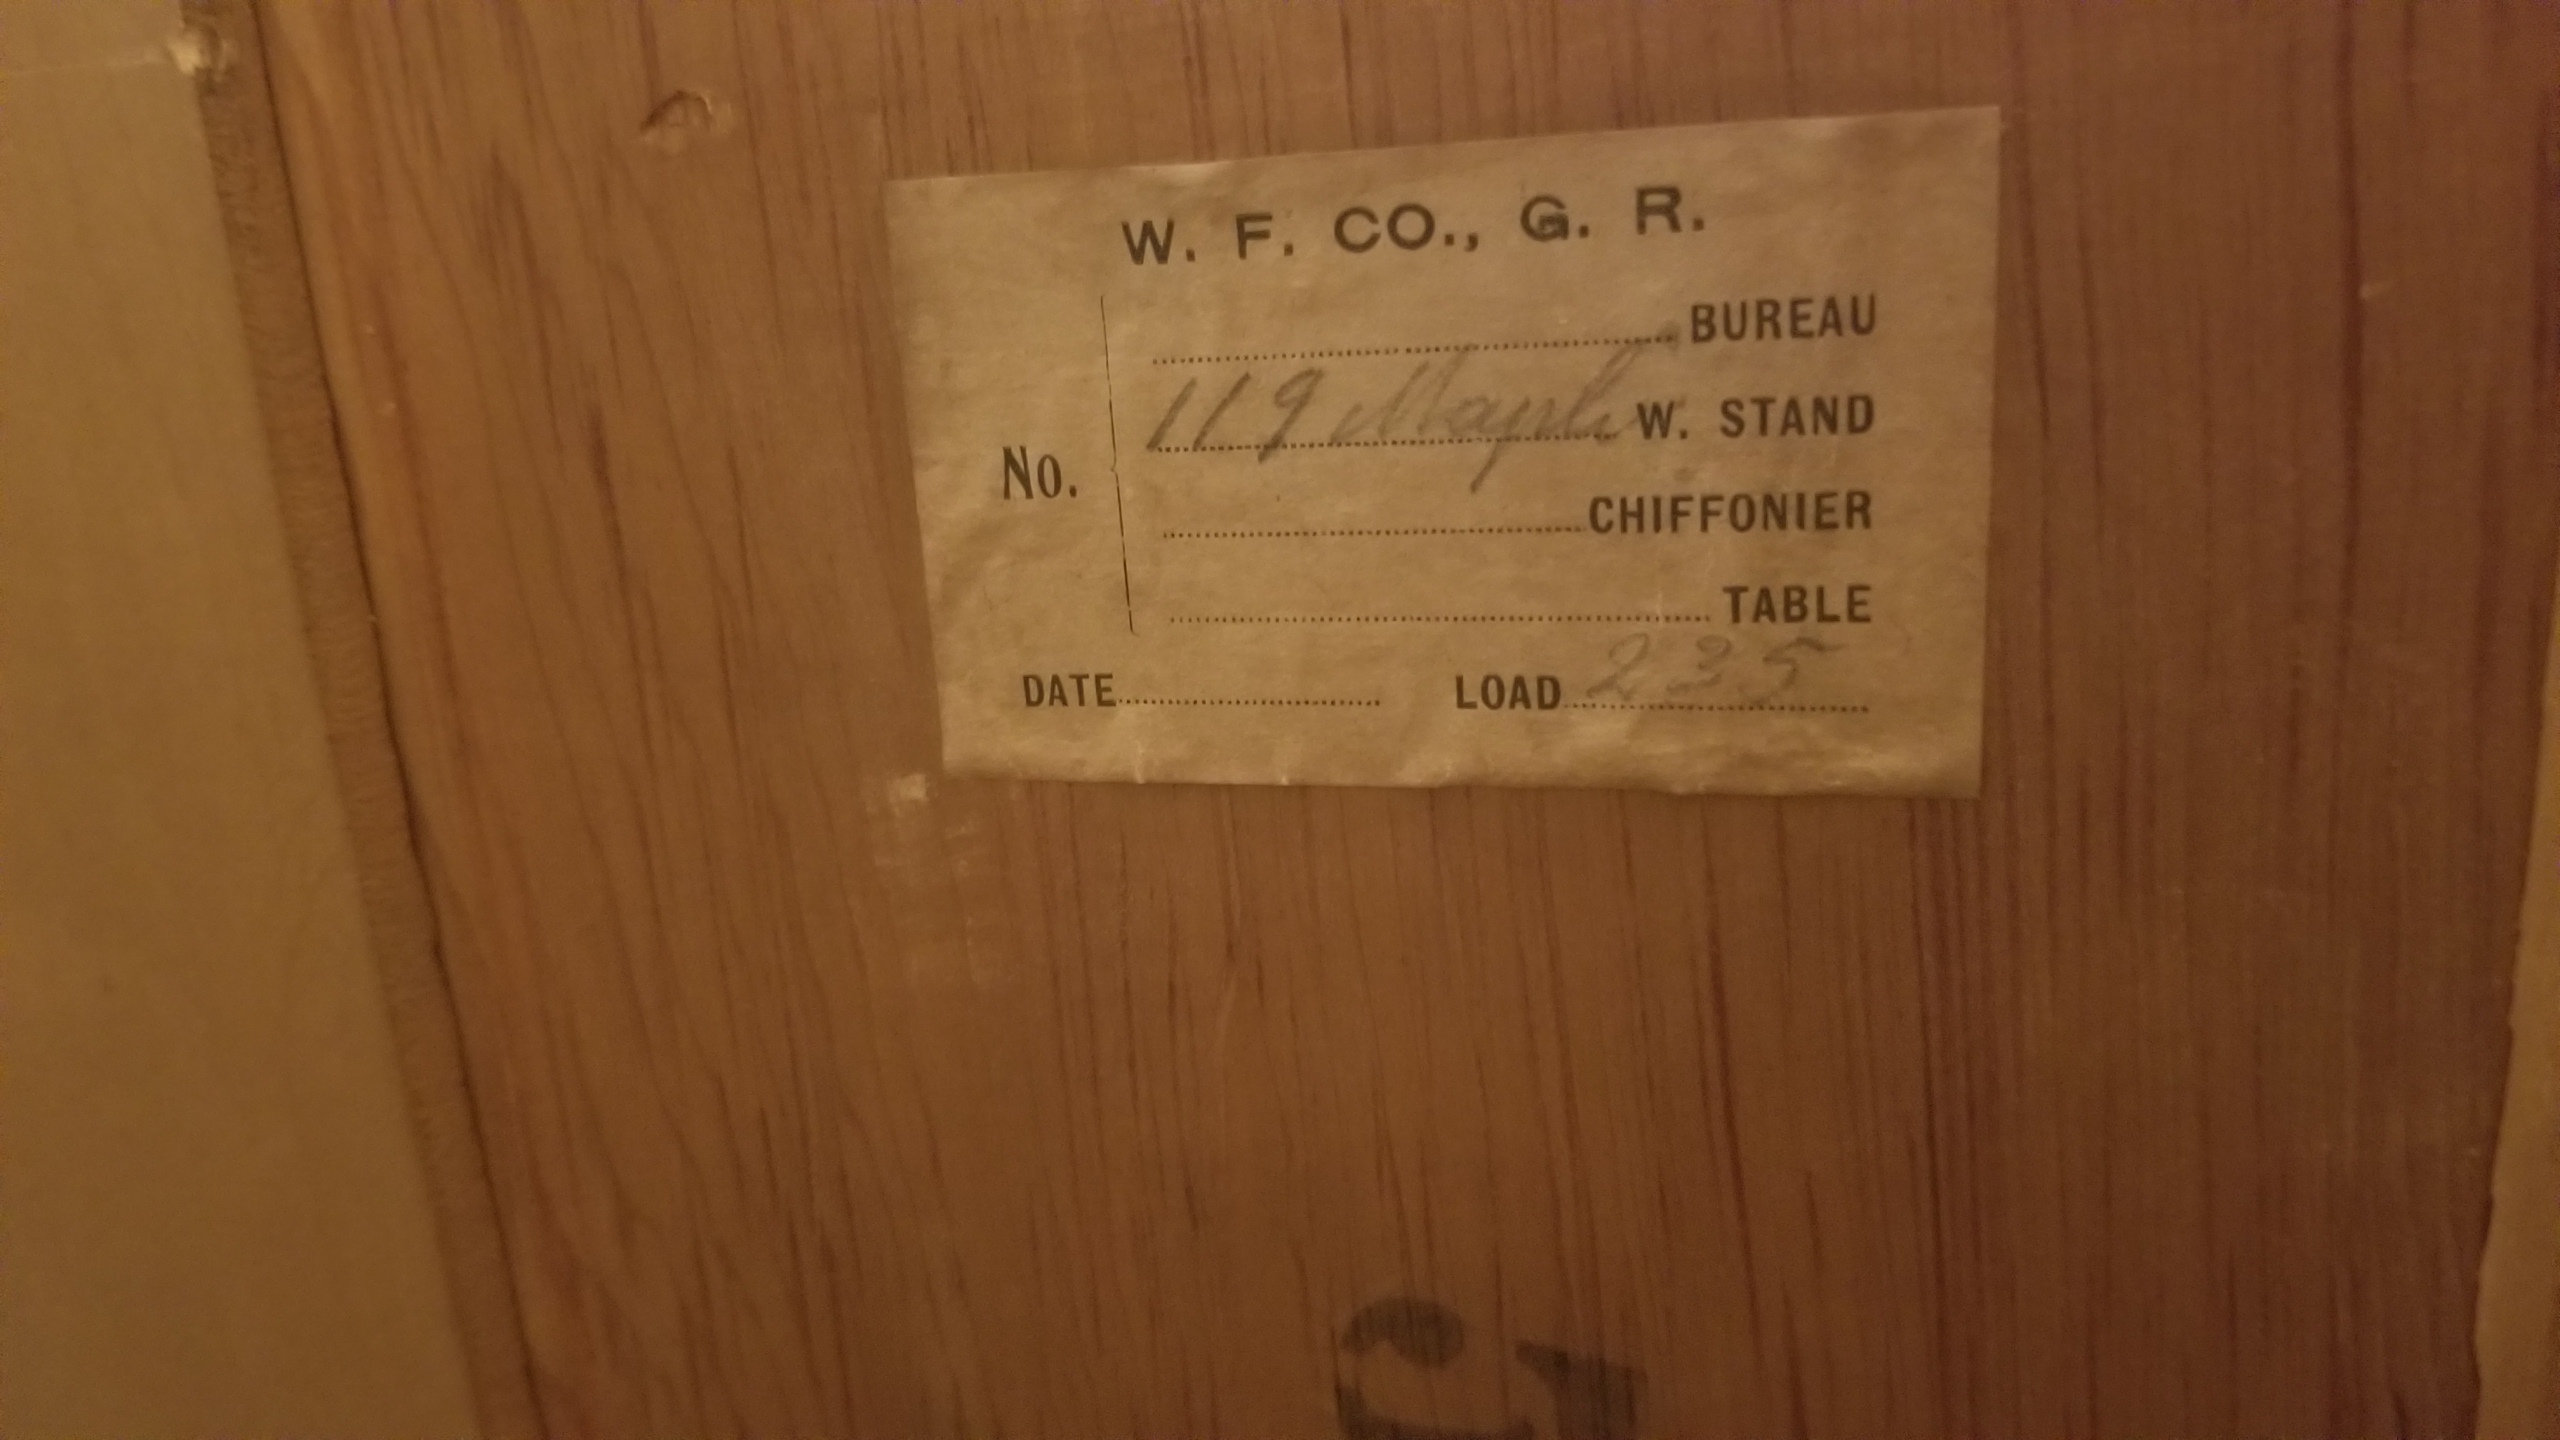 W. F. CO., G. R.
BUREAU
119 Maple W. STAND
No.
CHIFFONIER
TABLE
DATE LOAD 235